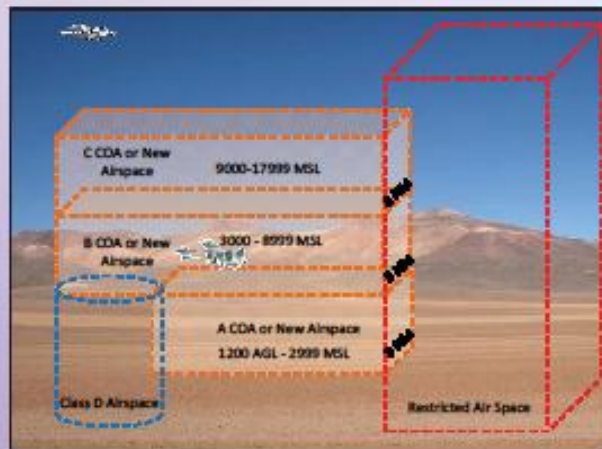 C COA or New
Airspace
9000-17999 MSL
B COA or New
Airspace
3000 - 8999 MSL
A COA or New Airspace
1200 AGL - 2999 MSL
Class D Airspace
Restricted Air Space